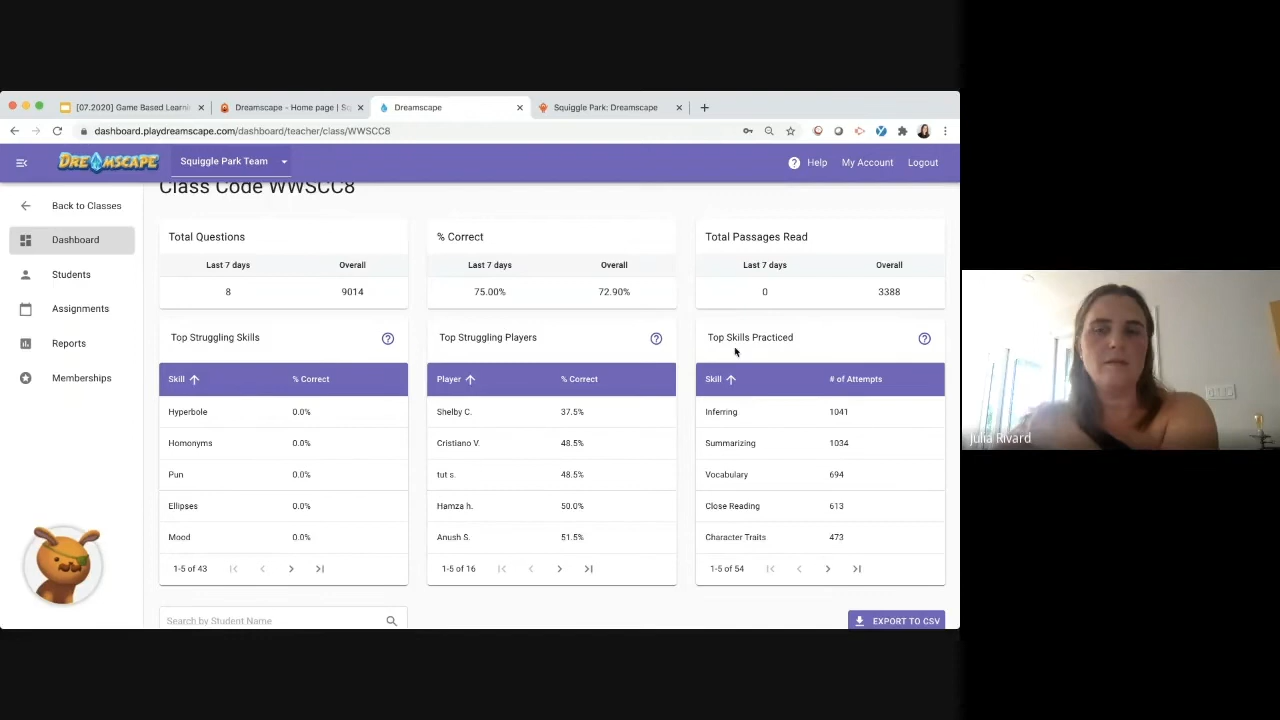 [07.2020] Game Based Learni
Dreamscape - Home page | Sq
Dreamscape
Squiggle Park: Dreamscape
dashboard.playdreamscape.com/dashboard/teacher/class/WWSCC8
DREAMSCAPE
Squiggle Park Team
Help
My Account
Logout
Back to Classes
Dashboard
Students
Assignments
Reports
Memberships
Class Code WWSCC8
Total Questions
Last 7 days Overall
8 9014
% Correct
Last 7 days Overall
75.00% 72.90%
Total Passages Read
Last 7 days Overall
0 3388
Top Struggling Skills
Skill % Correct
Hyperbole 0.0%
Homonyms 0.0%
Pun 0.0%
Ellipses 0.0%
Mood 0.0%
1-5 of 43
Top Struggling Players
Player % Correct
Shelby C. 37.5%
Cristiano V. 48.5%
tut s. 48.5%
Hamza h. 50.0%
Anush S. 51.5%
1-5 of 16
Top Skills Practiced
Skill # of Attempts
Inferring 1041
Summarizing 1034
Vocabulary 694
Close Reading 613
Character Traits 473
1-5 of 54
Search by Student Name
EXPORT TO CSV
Julia Rivard